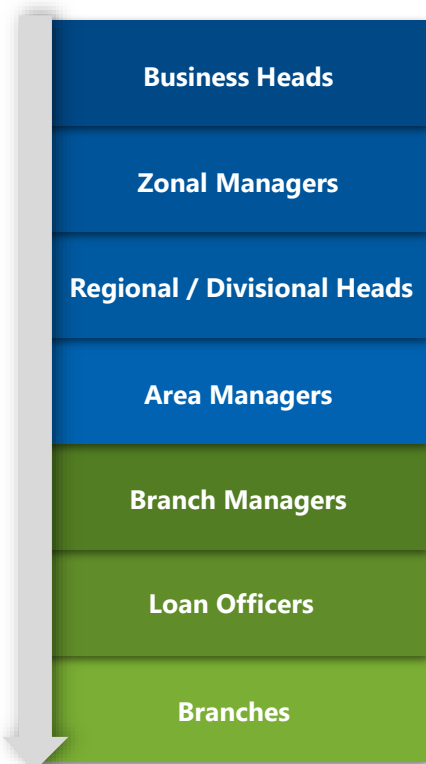 Business Heads
Zonal Managers
Regional / Divisional Heads
Area Managers
Branch Managers
Loan Officers
Branches